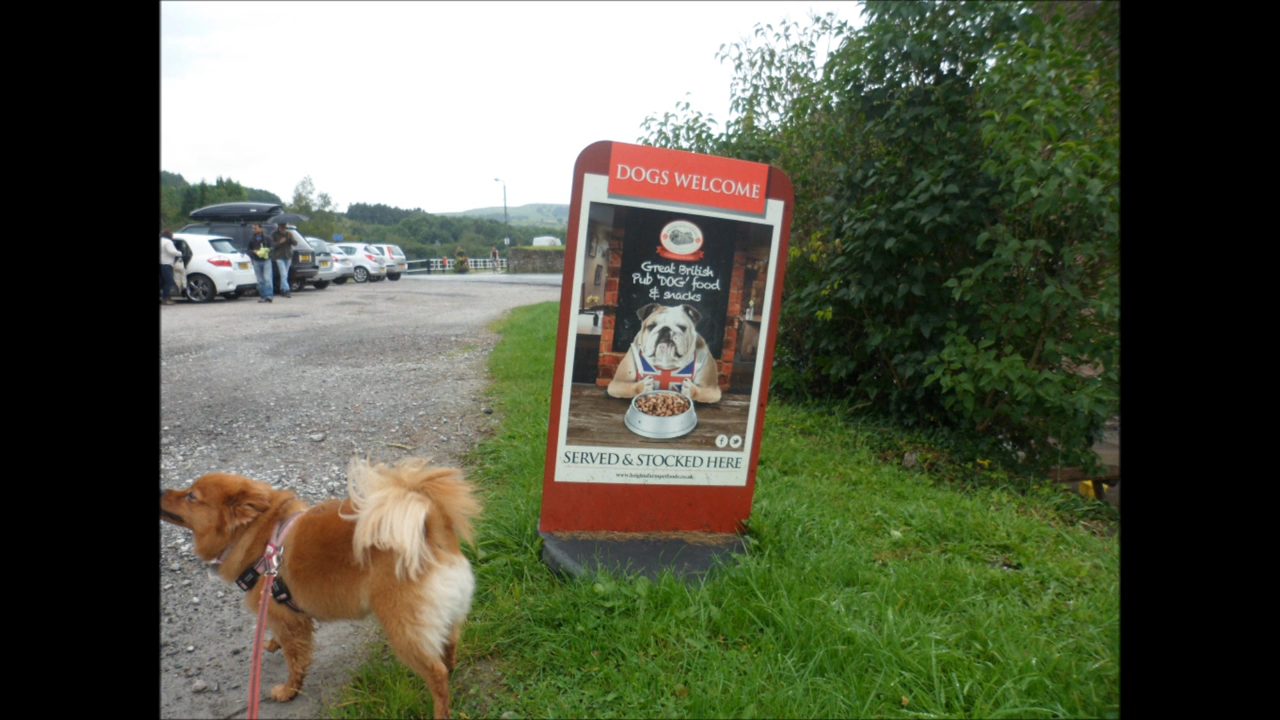 DOGS WELCOME
Great British
Pub 'DOG' food
& snacks
SERVED & STOCKED HERE